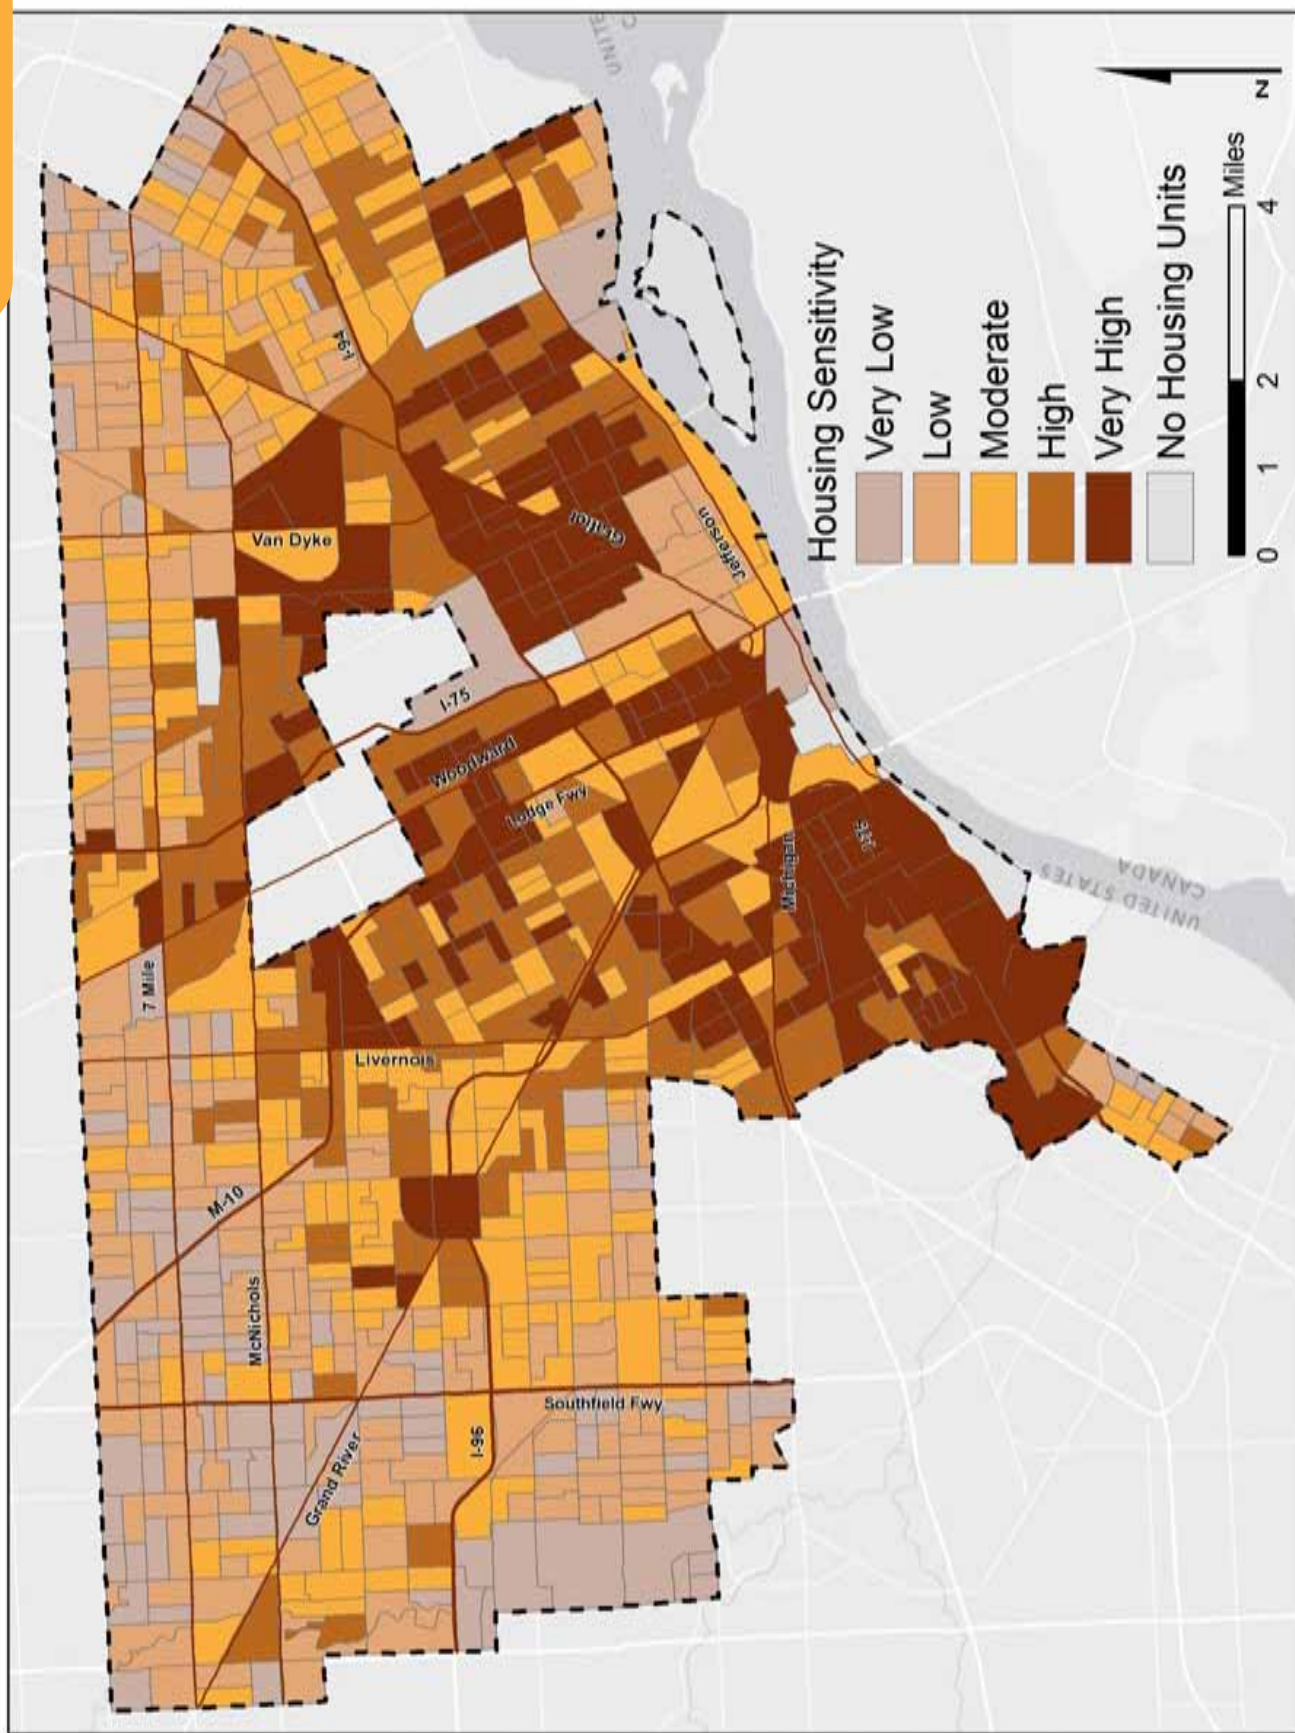 7 Mile
McNichols
M-10
Grand River
Southfield Fwy
I-96
Livernois
Lodge Fwy
Woodward
I-75
Van Dyke
I-94
Gratiot
Jefferson
Michigan
I-75
UNITED STATES
CANADA
UNITE
C
Housing Sensitivity
Very Low
Low
Moderate
High
Very High
No Housing Units
0 1 2 4
Miles
N